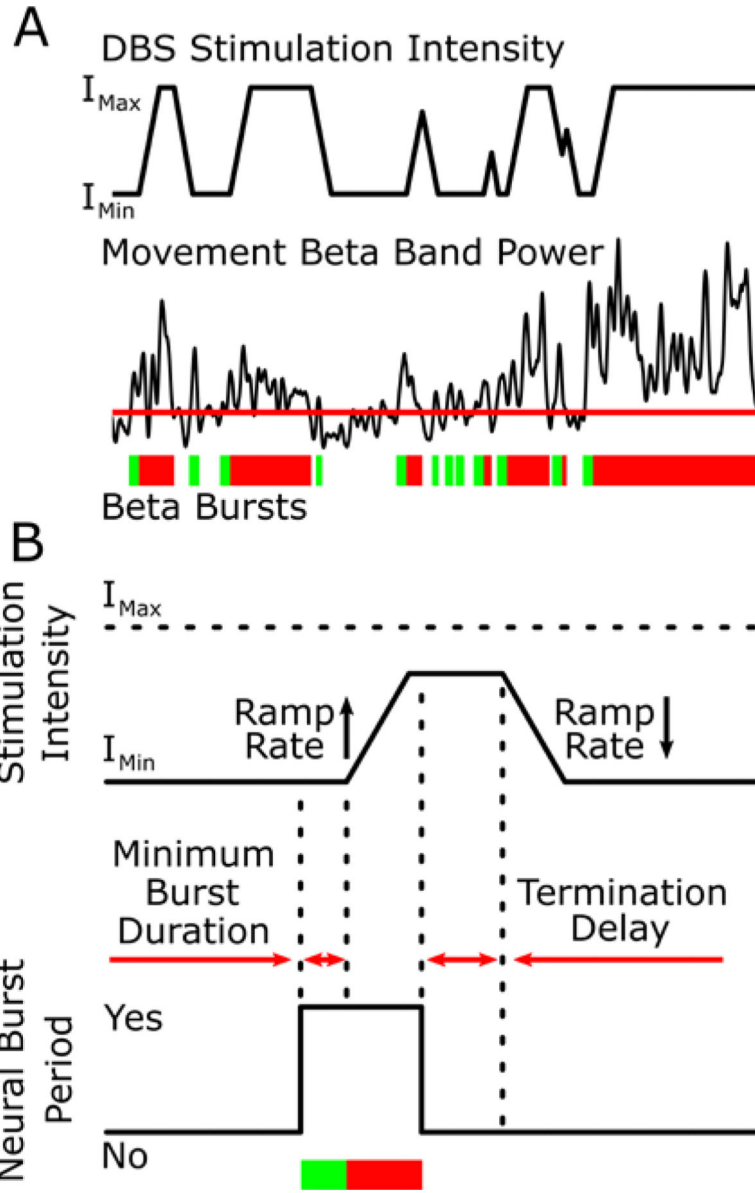 A
DBS Stimulation Intensity
IMax
IMin
Movement Beta Band Power
Beta Bursts
B
Stimulation
Intensity
IMax
Ramp
Rate
Ramp
Rate
IMin
Minimum
Burst
Duration
Termination
Delay
Neural Burst
Period
Yes
No